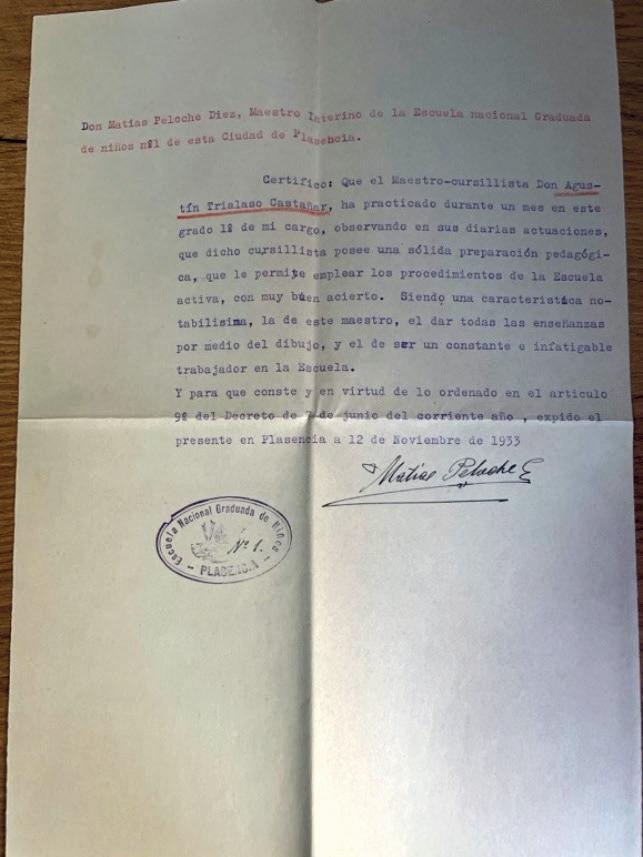 Don Matias Peloche Diez, Maestro Interino de la Escuela nacional Graduada
de niños nº1 de esta Ciudad de Plasencia.
Certifico: Que el Maestro-cursillista Don Agus-
tín Trialaso Castañar, ha practicado durante un mes en este
grado 1º de mi cargo, observando en sus diarias actuaciones,
que dicho cursillista posee una sólida preparación pedagógi-
ca, que le permite emplear los procedimientos de la Escuela
activa, con muy buen acierto. Siendo una caracteristica no-
tabilisima, la de este maestro, el dar todas las enseñanzas
por medio del dibujo, y el de ser un constante e infatigable
trabajador en la Escuela.
Y para que conste y en virtud de lo ordenado en el articulo
9º del Decreto de 7 de junio del corriente año , expido el
presente en Plasencia a 12 de Noviembre de 1933
Matias Peloche
Escuela Nacional Graduada de Niños
Nº 1.
- PLASENCIA -